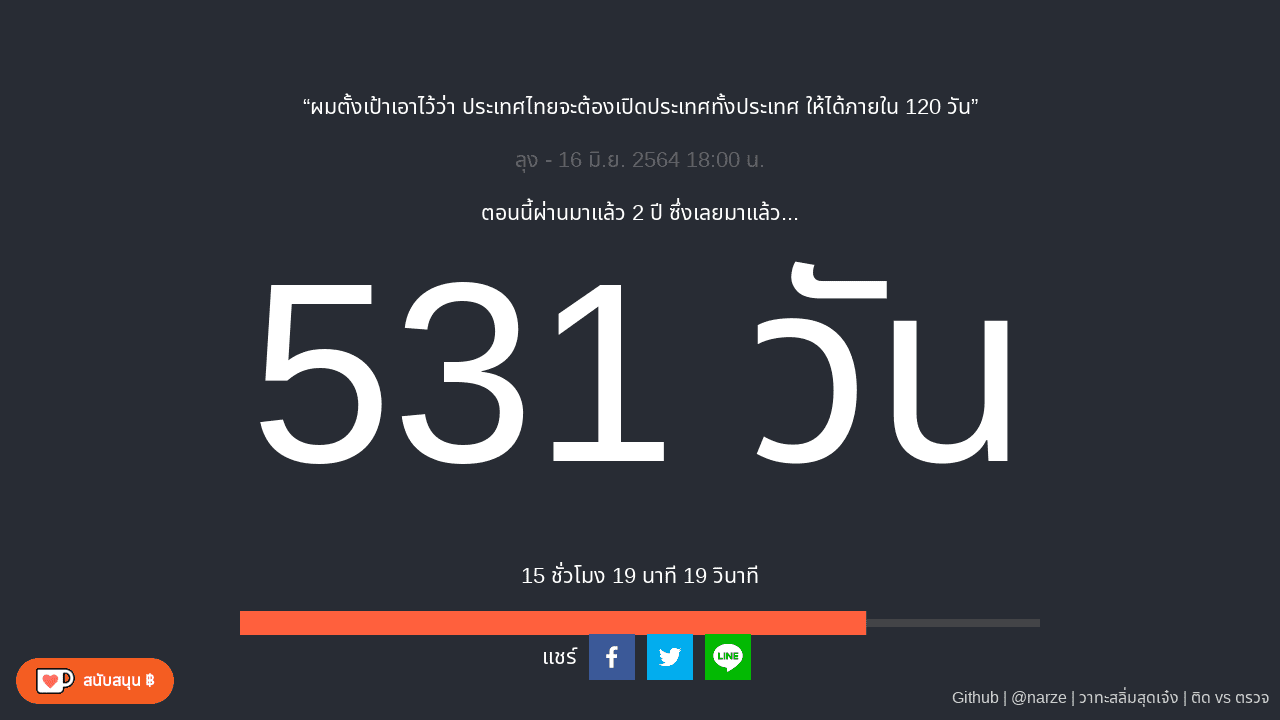 “ผมตั้งเป้าเอาไว้ว่า ประเทศไทยจะต้องเปิดประเทศทั้งประเทศ ให้ได้ภายใน 120 วัน”
ลุง - 16 มิ.ย. 2564 18:00 น.
ตอนนี้ผ่านมาแล้ว 2 ปี ซึ่งเลยมาแล้ว...
531 วัน
15 ชั่วโมง 19 นาที 19 วินาที
แชร์
LINE
สนับสนุน ฿
Github | @narze | วาทะสลิ่มสุดเจ๋ง | ติด vs ตรวจ